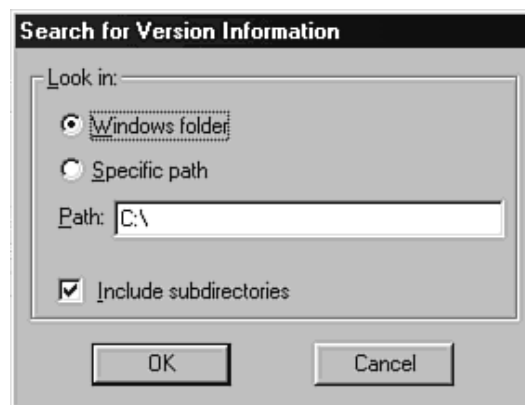 Search for Version Information
Look in:
Windows folder
Specific path
Path: C:\
Include subdirectories
OK Cancel